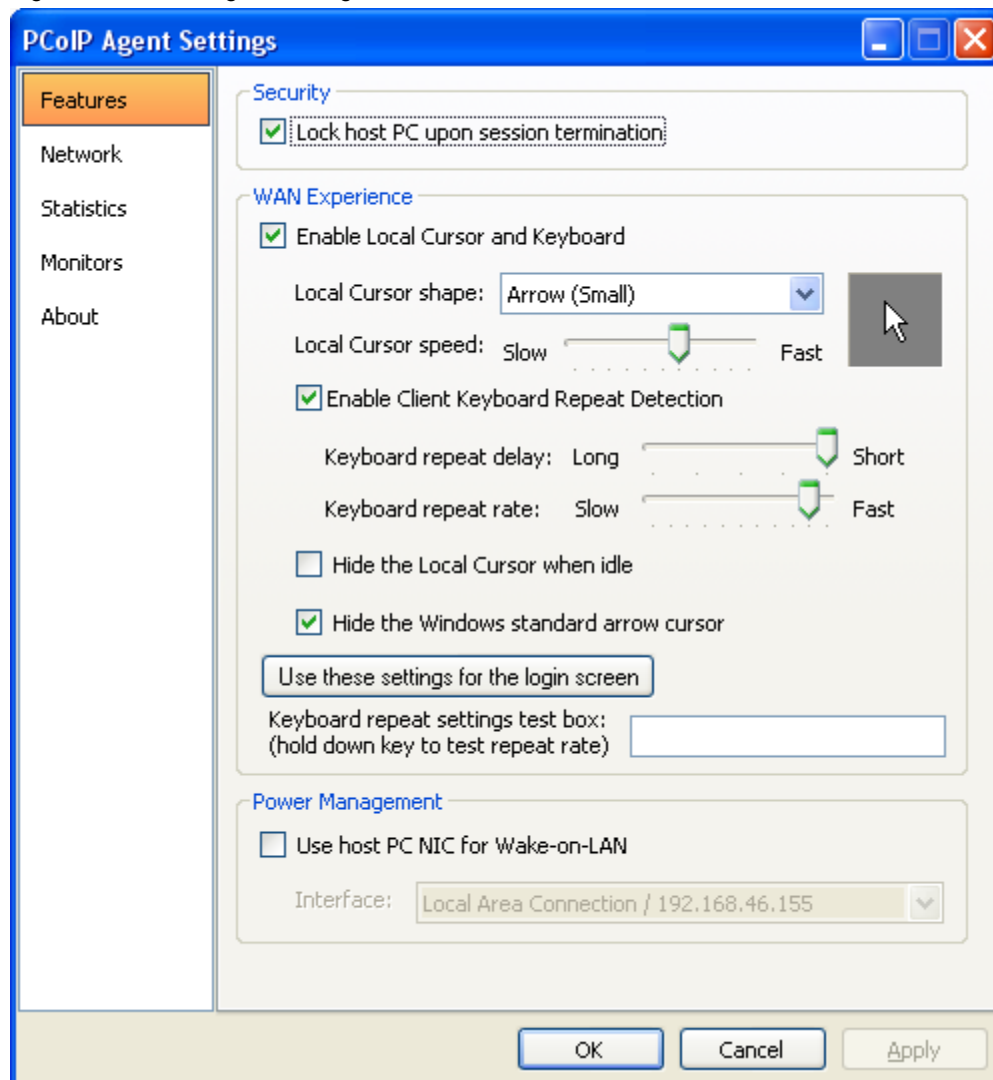 PCoIP Agent Settings
Features
Network
Statistics
Monitors
About
Security
Lock host PC upon session termination
WAN Experience
Enable Local Cursor and Keyboard
Local Cursor shape: Arrow (Small)
Local Cursor speed: Slow Fast
Enable Client Keyboard Repeat Detection
Keyboard repeat delay: Long Short
Keyboard repeat rate: Slow Fast
Hide the Local Cursor when idle
Hide the Windows standard arrow cursor
Use these settings for the login screen
Keyboard repeat settings test box:
(hold down key to test repeat rate)
Power Management
Use host PC NIC for Wake-on-LAN
Interface: Local Area Connection / 192.168.46.155
OK Cancel Apply